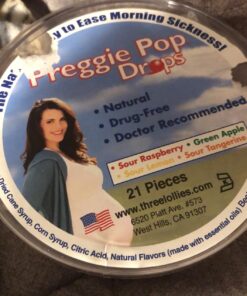 The Na
y to Ease Morning Sickness!
Preggie Pop
Drops
• Natural
• Drug-Free
• Doctor Recommended
• Sour Raspberry • Green Apple
• Sour Lemon • Sour Tangerine
21 Pieces
www.threelollies.com
6520 Platt Ave. #573
West Hills, CA 91307
Dried Cane Syrup, Corn Syrup, Citric Acid, Natural Flavors (made with essential oils